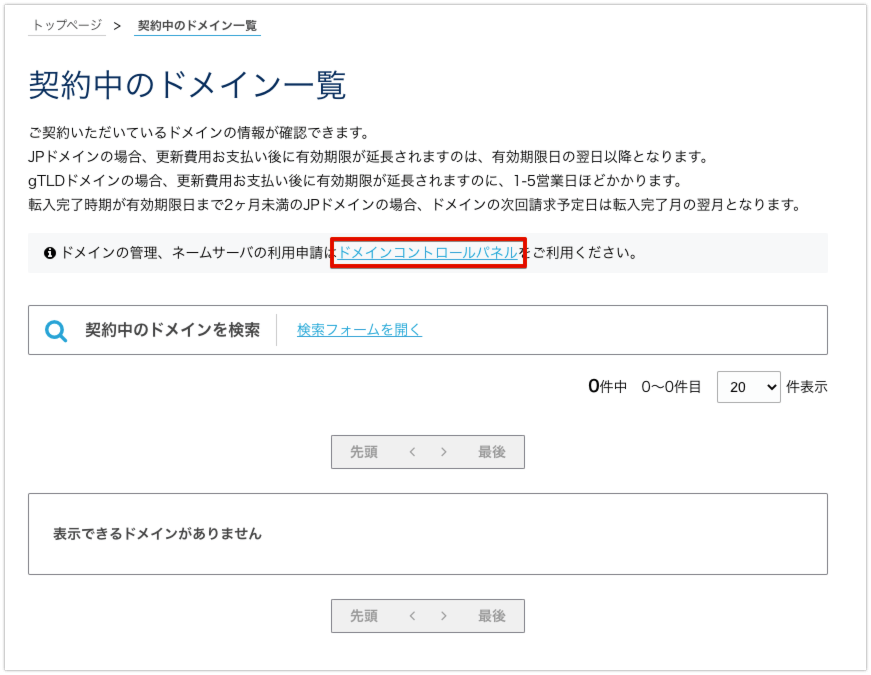 トップページ > 契約中のドメイン一覧
契約中のドメイン一覧
ご契約いただいているドメインの情報が確認できます。
JPドメインの場合、更新費用お支払い後に有効期限が延長されますのは、有効期限日の翌日以降となります。
gTLDドメインの場合、更新費用お支払い後に有効期限が延長されますのに、1-5営業日ほどかかります。
転入完了時期が有効期限日まで2ヶ月未満のJPドメインの場合、ドメインの次回請求予定日は転入完了月の翌月となります。
ドメインの管理、ネームサーバの利用申請はドメインコントロールパネルをご利用ください。
契約中のドメインを検索 検索フォームを開く
0件中 0〜0件目 20 件表示
先頭 < > 最後
表示できるドメインがありません
先頭 < > 最後